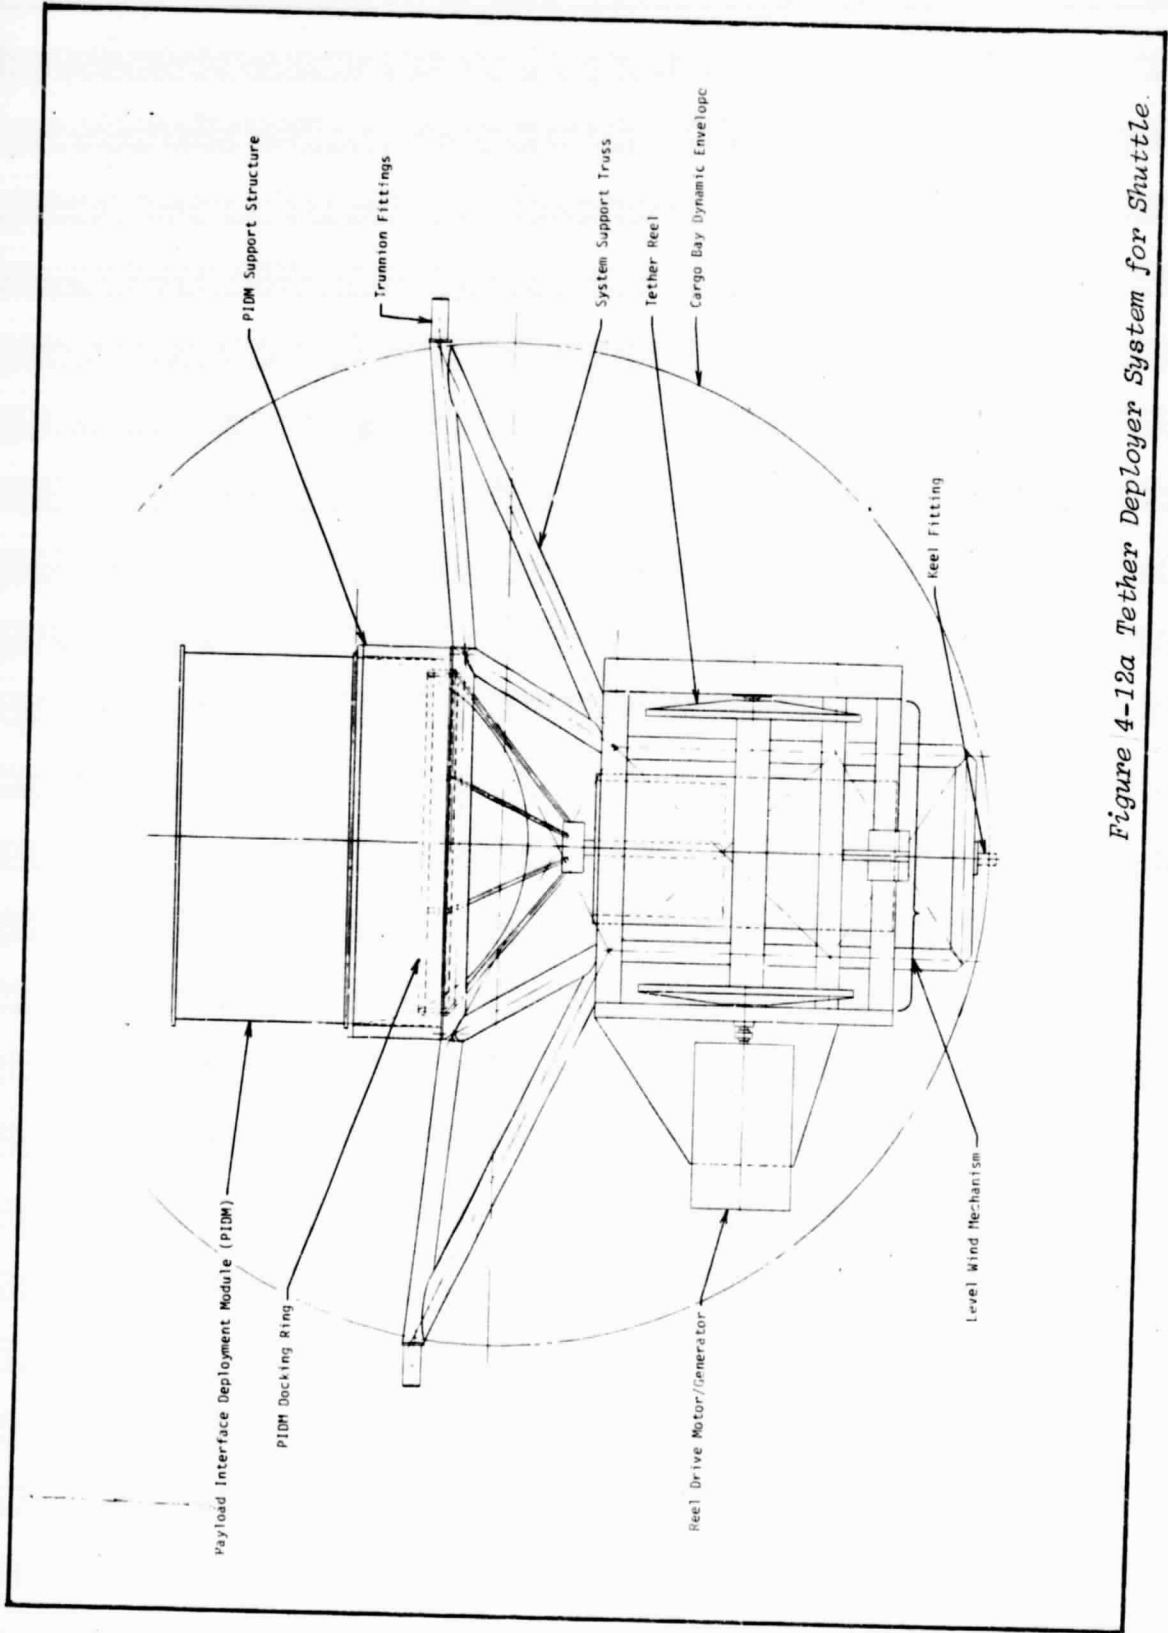 PIDM Support Structure
Trunnion Fittings
System Support Truss
Tether Reel
Cargo Bay Dynamic Envelope
Keel Fitting
Payload Interface Deployment Module (PIDM)
PIDM Docking Ring
Reel Drive Motor/Generator
Level Wind Mechanism
Figure 4-12a Tether Deployer System for Shuttle.